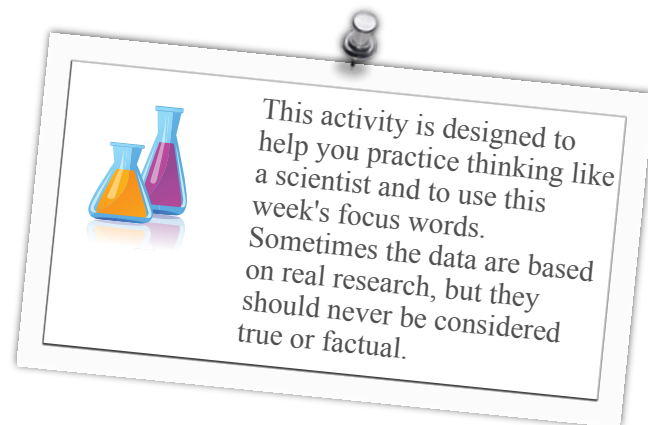 This activity is designed to
help you practice thinking like
a scientist and to use this
week's focus words.
Sometimes the data are based
on real research, but they
should never be considered
true or factual.